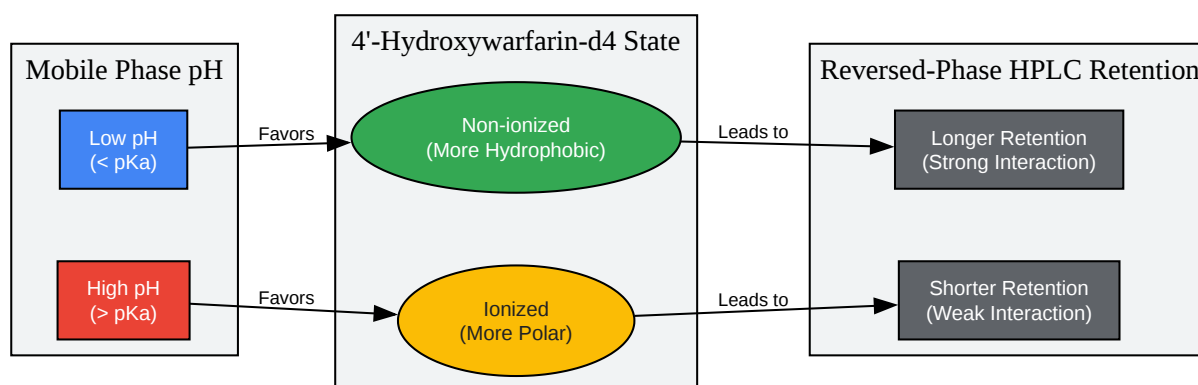 Mobile Phase pH
Low pH
(< pKa)
High pH
(> pKa)
Favors
Favors
4'-Hydroxywarfarin-d4 State
Non-ionized
(More Hydrophobic)
Ionized
(More Polar)
Leads to
Leads to
Reversed-Phase HPLC Retention
Longer Retention
(Strong Interaction)
Shorter Retention
(Weak Interaction)